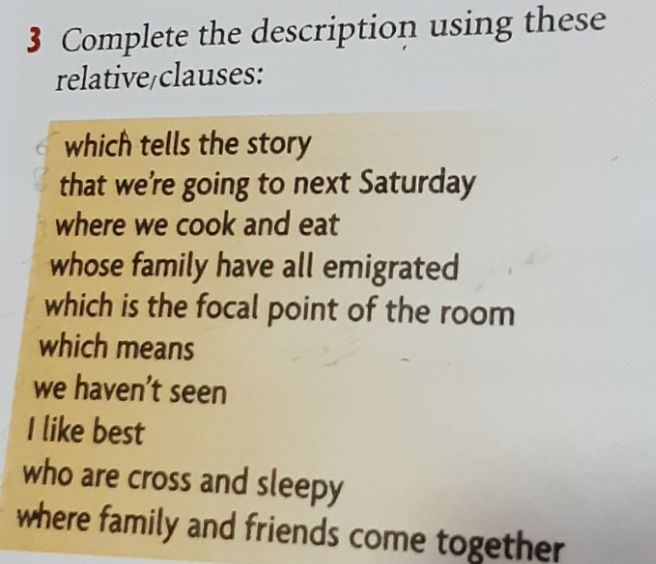 3 Complete the description using these
relative clauses:
which tells the story
that we're going to next Saturday
where we cook and eat
whose family have all emigrated
which is the focal point of the room
which means
we haven't seen
I like best
who are cross and sleepy
where family and friends come together